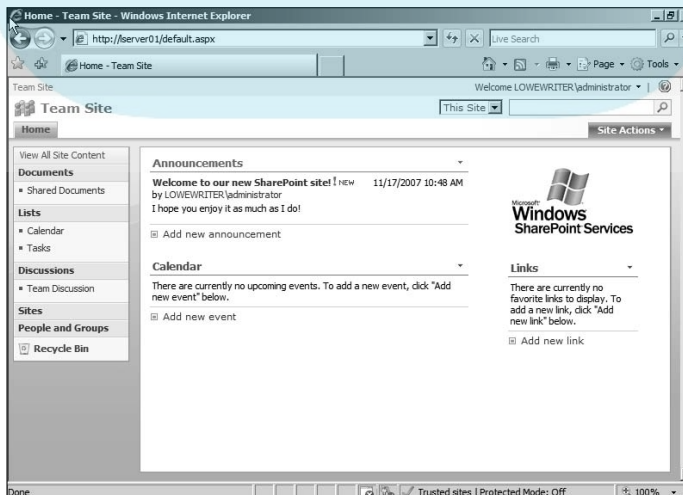 Home - Team Site - Windows Internet Explorer
http://lserver01/default.aspx
Live Search
Home - Team Site
Page
Tools
Team Site
Welcome LOWEWRITER\administrator
Team Site
This Site
Home
Site Actions
View All Site Content
Documents
Shared Documents
Lists
Calendar
Tasks
Discussions
Team Discussion
Sites
People and Groups
Recycle Bin
Announcements
Welcome to our new SharePoint site! NEW 11/17/2007 10:48 AM
by LOWEWRITER\administrator
I hope you enjoy it as much as I do!
Add new announcement
Calendar
There are currently no upcoming events. To add a new event, click "Add
new event" below.
Add new event
Microsoft
Windows
SharePoint Services
Links
There are currently no
favorite links to display. To
add a new link, click "Add
new link" below.
Add new link
Done
Trusted sites | Protected Mode: Off
100%